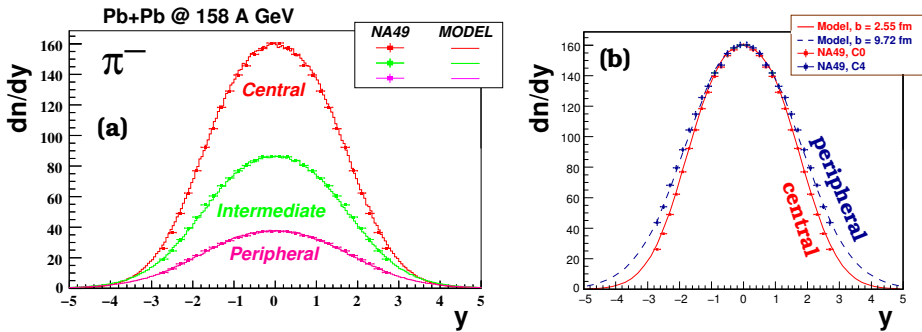 Pb+Pb @ 158 A GeV
NA49 MODEL
π⁻
(a)
Central
Intermediate
Peripheral
dn/dy
160
140
120
100
80
60
40
20
0
−5 −4 −3 −2 −1 0 1 2 3 4 5
y
Model, b = 2.55 fm
Model, b = 9.72 fm
NA49, C0
NA49, C4
(b)
peripheral
central
dn/dy
160
140
120
100
80
60
40
20
0
−5 −4 −3 −2 −1 0 1 2 3 4 5
y